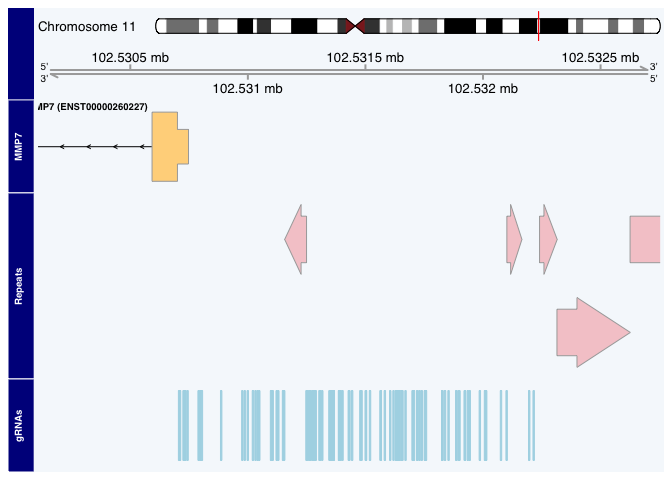 Chromosome 11
102.5305 mb 102.5315 mb 102.5325 mb
5' 3'
3' 5'
102.531 mb 102.532 mb
MP7 (ENST00000260227)
MMP7
Repeats
gRNAs